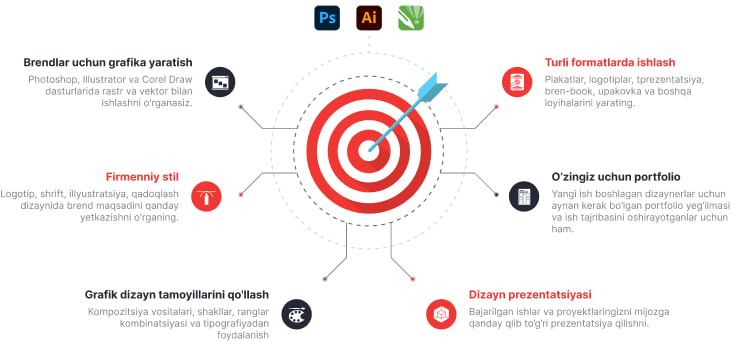 Ps
Ai
Brendlar uchun grafika yaratish
Photoshop, Illustrator va Corel Draw
dasturlarida rastr va vektor bilan
ishlashni o'rganasiz.
Turli formatlarda ishlash
Plakatlar, logotiplar, tprezentatsiya,
bren-book, upakovka va boshqa
loyihalarini yarating.
Firmenniy stil
Logotip, shrift, illyustratsiya, qadoqlash
dizaynida brend maqsadini qanday
yetkazishni o'rganing.
O'zingiz uchun portfolio
Yangi ish boshlagan dizaynerlar uchun
aynan kerak bo'lgan portfolio yeg'ilmasi
va ish tajribasini oshirayotganlar uchun
ham.
Grafik dizayn tamoyillarini qo'llash
Kompozitsiya vositalari, shakllar, ranglar
kombinatsiyasi va tipografiyadan
foydalanish
Dizayn prezentatsiyasi
Bajarilgan ishlar va proyektlaringizni mijozga
qanday qlib to'g'ri prezentatsiya qilishni.